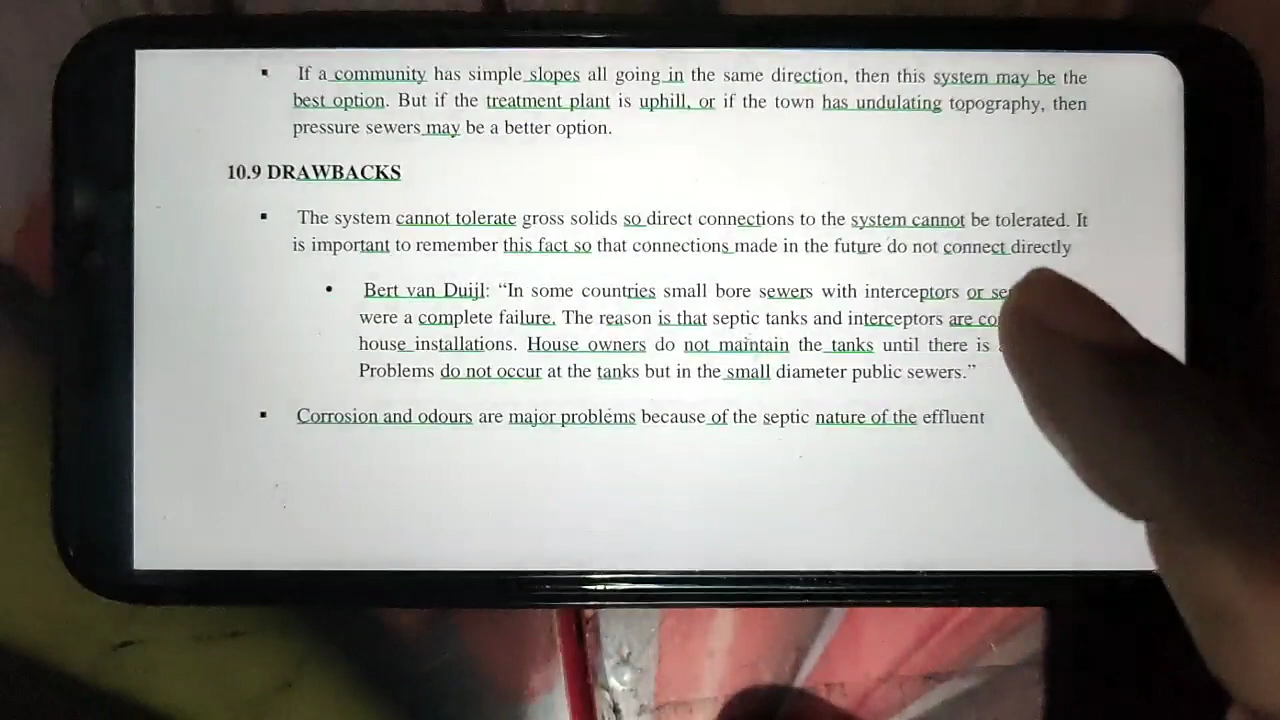 ▪ If a community has simple slopes all going in the same direction, then this system may be the
best option. But if the treatment plant is uphill, or if the town has undulating topography, then
pressure sewers may be a better option.
10.9 DRAWBACKS
▪ The system cannot tolerate gross solids so direct connections to the system cannot be tolerated. It
is important to remember this fact so that connections made in the future do not connect directly
• Bert van Duijl: “In some countries small bore sewers with interceptors or
were a complete failure. The reason is that septic tanks and interceptors are
house installations. House owners do not maintain the tanks until there is
Problems do not occur at the tanks but in the small diameter public sewers.”
▪ Corrosion and odours are major problems because of the septic nature of the effluent